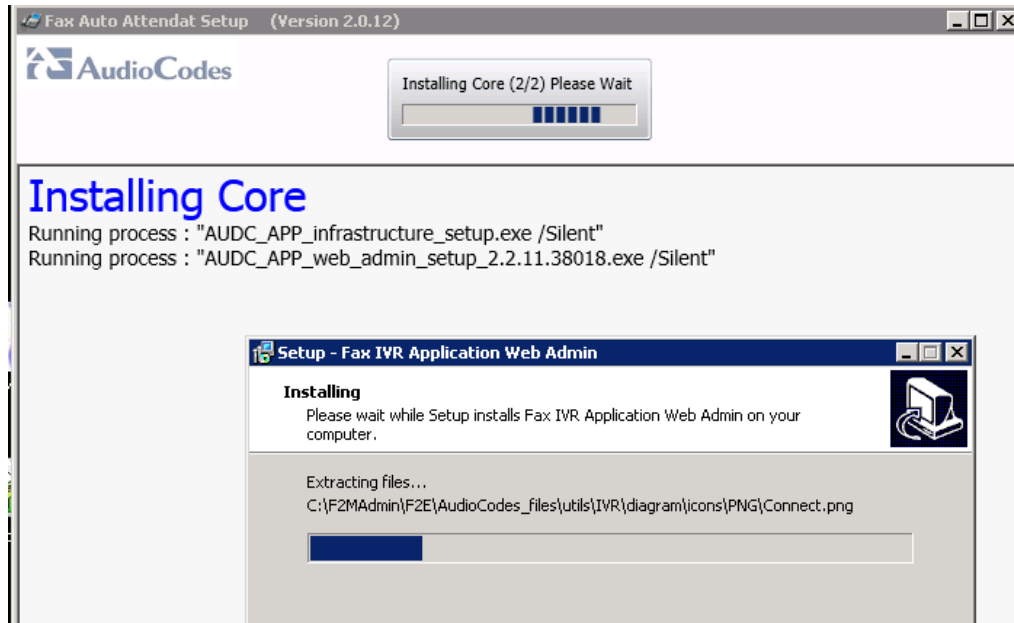 Fax Auto Attendat Setup (Version 2.0.12)
AudioCodes
Installing Core (2/2) Please Wait
Installing Core
Running process : "AUDC_APP_infrastructure_setup.exe /Silent"
Running process : "AUDC_APP_web_admin_setup_2.2.11.38018.exe /Silent"
Setup - Fax IVR Application Web Admin
Installing
Please wait while Setup installs Fax IVR Application Web Admin on your
computer.
Extracting files...
C:\F2MAdmin\F2E\AudioCodes_files\utils\IVR\diagram\icons\PNG\Connect.png